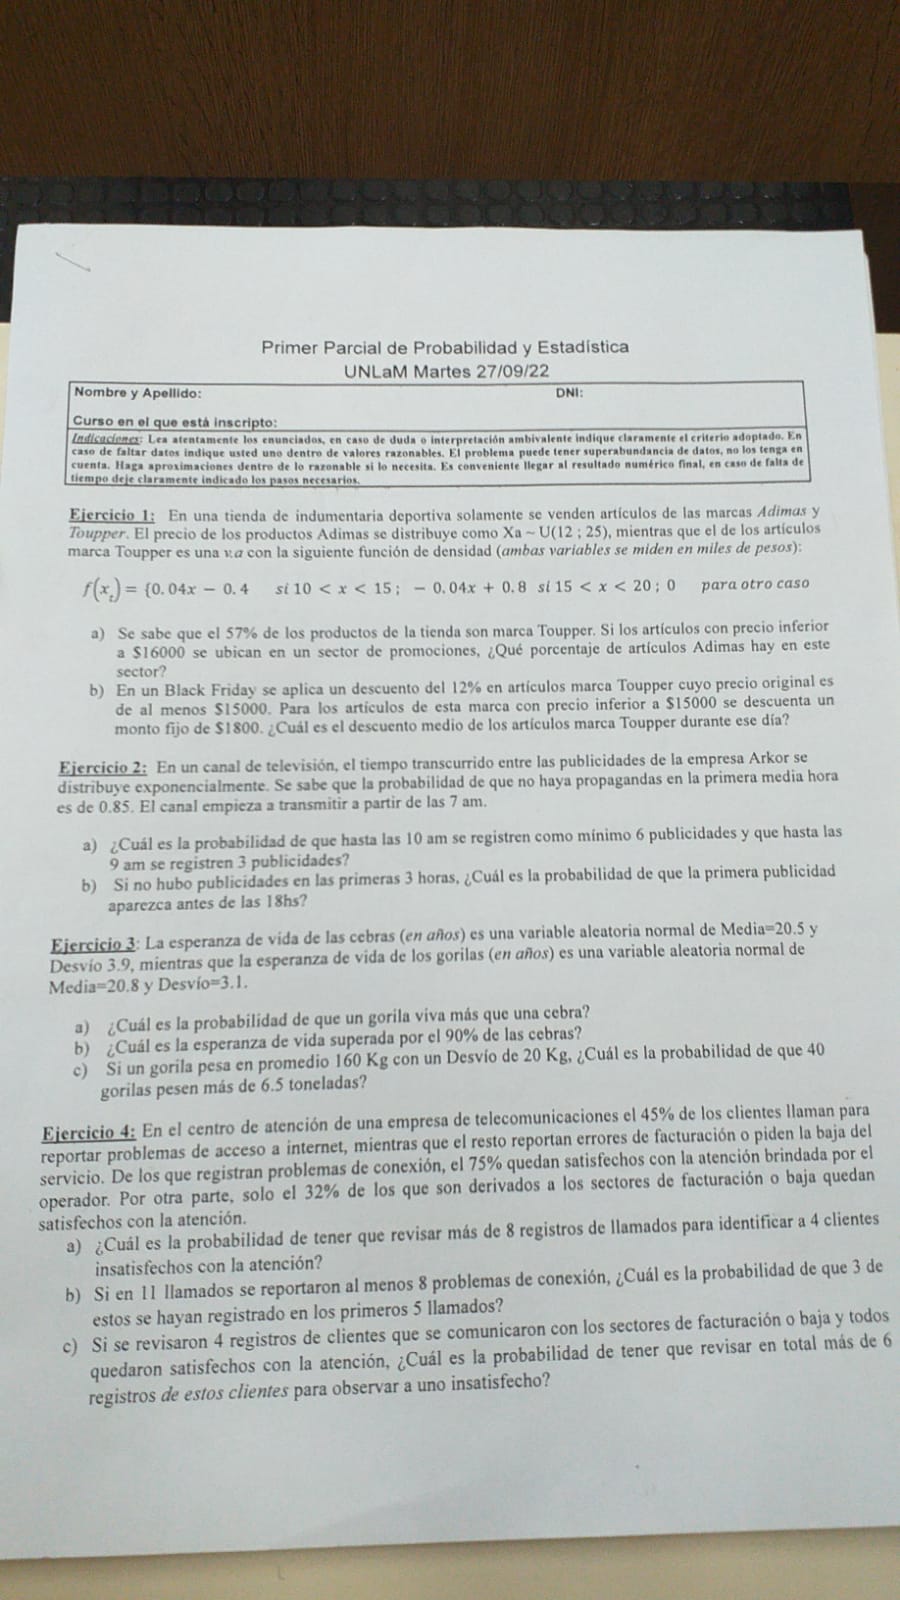 Primer Parcial de Probabilidad y Estadística
UNLaM Martes 27/09/22
Nombre y Apellido: DNI:
Curso en el que está inscripto:
Indicaciones: Lea atentamente los enunciados, en caso de duda o interpretación ambivalente indique claramente el criterio adoptado. En
caso de faltar datos indique usted uno dentro de valores razonables. El problema puede tener superabundancia de datos, no los tenga en
cuenta. Haga aproximaciones dentro de lo razonable si lo necesita. Es conveniente llegar al resultado numérico final, en caso de falta de
tiempo deje claramente indicado los pasos necesarios.
Ejercicio 1: En una tienda de indumentaria deportiva solamente se venden artículos de las marcas Adimas y
Toupper. El precio de los productos Adimas se distribuye como Xa ~ U(12 ; 25), mientras que el de los artículos
marca Toupper es una v.a con la siguiente función de densidad (ambas variables se miden en miles de pesos):
f(x_t) = {0.04x − 0.4 si 10 < x < 15 ; − 0.04x + 0.8 si 15 < x < 20 ; 0 para otro caso
a) Se sabe que el 57% de los productos de la tienda son marca Toupper. Si los artículos con precio inferior
a $16000 se ubican en un sector de promociones, ¿Qué porcentaje de artículos Adimas hay en este
sector?
b) En un Black Friday se aplica un descuento del 12% en artículos marca Toupper cuyo precio original es
de al menos $15000. Para los artículos de esta marca con precio inferior a $15000 se descuenta un
monto fijo de $1800. ¿Cuál es el descuento medio de los artículos marca Toupper durante ese día?
Ejercicio 2: En un canal de televisión, el tiempo transcurrido entre las publicidades de la empresa Arkor se
distribuye exponencialmente. Se sabe que la probabilidad de que no haya propagandas en la primera media hora
es de 0.85. El canal empieza a transmitir a partir de las 7 am.
a) ¿Cuál es la probabilidad de que hasta las 10 am se registren como mínimo 6 publicidades y que hasta las
9 am se registren 3 publicidades?
b) Si no hubo publicidades en las primeras 3 horas, ¿Cuál es la probabilidad de que la primera publicidad
aparezca antes de las 18hs?
Ejercicio 3: La esperanza de vida de las cebras (en años) es una variable aleatoria normal de Media=20.5 y
Desvío 3.9, mientras que la esperanza de vida de los gorilas (en años) es una variable aleatoria normal de
Media=20.8 y Desvío=3.1.
a) ¿Cuál es la probabilidad de que un gorila viva más que una cebra?
b) ¿Cuál es la esperanza de vida superada por el 90% de las cebras?
c) Si un gorila pesa en promedio 160 Kg con un Desvío de 20 Kg, ¿Cuál es la probabilidad de que 40
gorilas pesen más de 6.5 toneladas?
Ejercicio 4: En el centro de atención de una empresa de telecomunicaciones el 45% de los clientes llaman para
reportar problemas de acceso a internet, mientras que el resto reportan errores de facturación o piden la baja del
servicio. De los que registran problemas de conexión, el 75% quedan satisfechos con la atención brindada por el
operador. Por otra parte, solo el 32% de los que son derivados a los sectores de facturación o baja quedan
satisfechos con la atención.
a) ¿Cuál es la probabilidad de tener que revisar más de 8 registros de llamados para identificar a 4 clientes
insatisfechos con la atención?
b) Si en 11 llamados se reportaron al menos 8 problemas de conexión, ¿Cuál es la probabilidad de que 3 de
estos se hayan registrado en los primeros 5 llamados?
c) Si se revisaron 4 registros de clientes que se comunicaron con los sectores de facturación o baja y todos
quedaron satisfechos con la atención, ¿Cuál es la probabilidad de tener que revisar en total más de 6
registros de estos clientes para observar a uno insatisfecho?